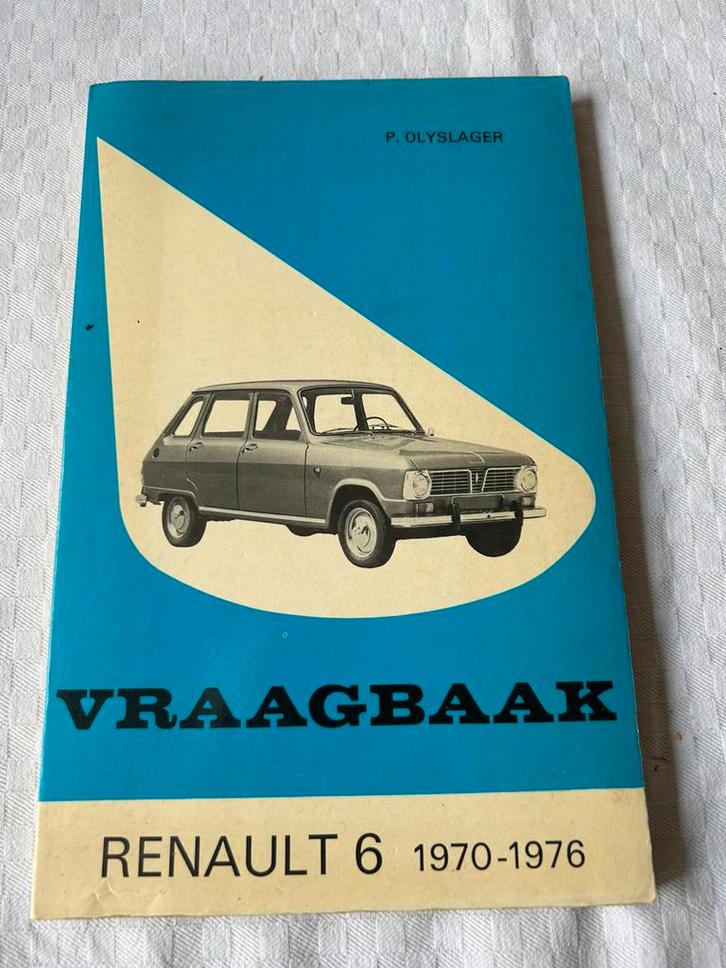 P. OLYSLAGER
VRAAGBAAK
RENAULT 6 1970-1976